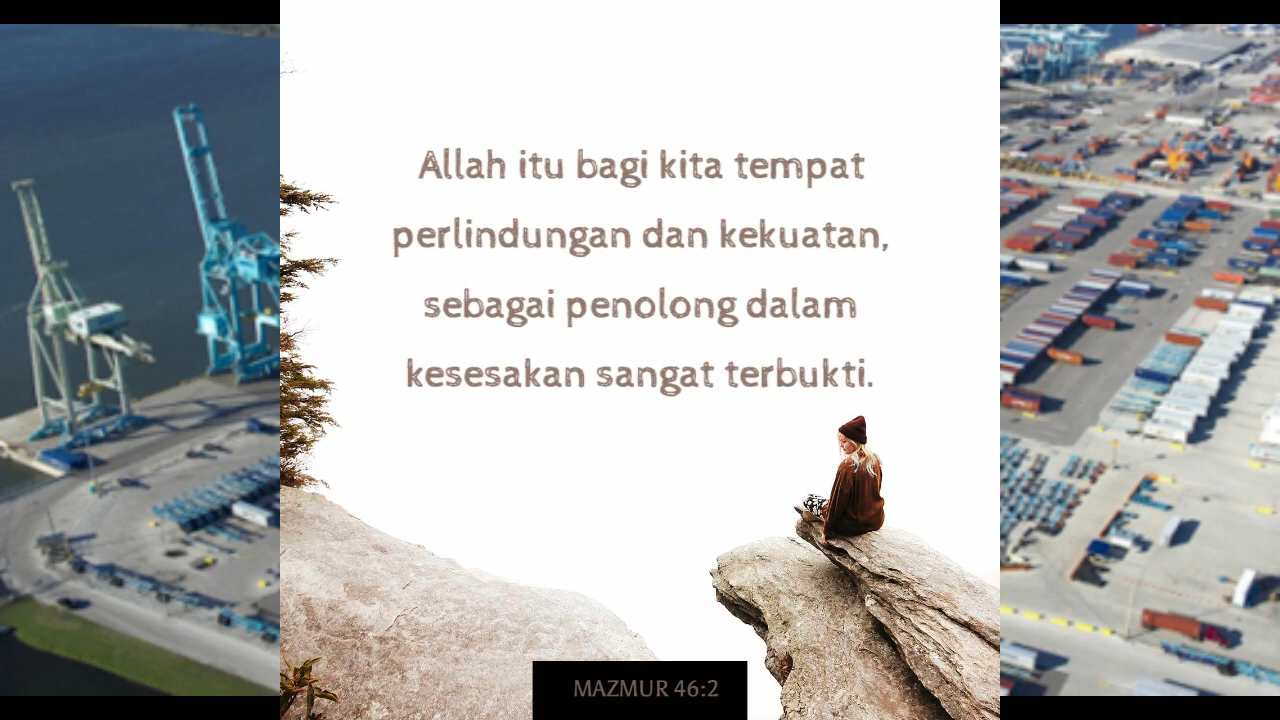 Allah itu bagi kita tempat
perlindungan dan kekuatan,
sebagai penolong dalam
kesesakan sangat terbukti.
MAZMUR 46:2